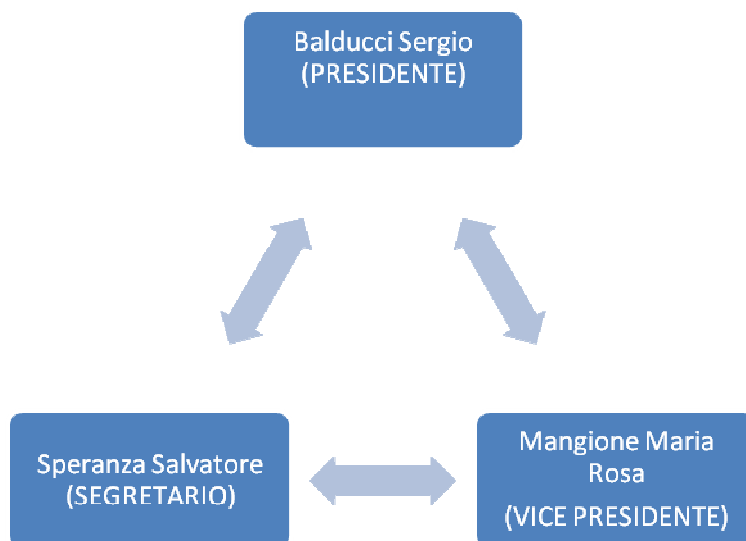 Balducci Sergio
(PRESIDENTE)
Speranza Salvatore
(SEGRETARIO)
Mangione Maria
Rosa
(VICE PRESIDENTE)